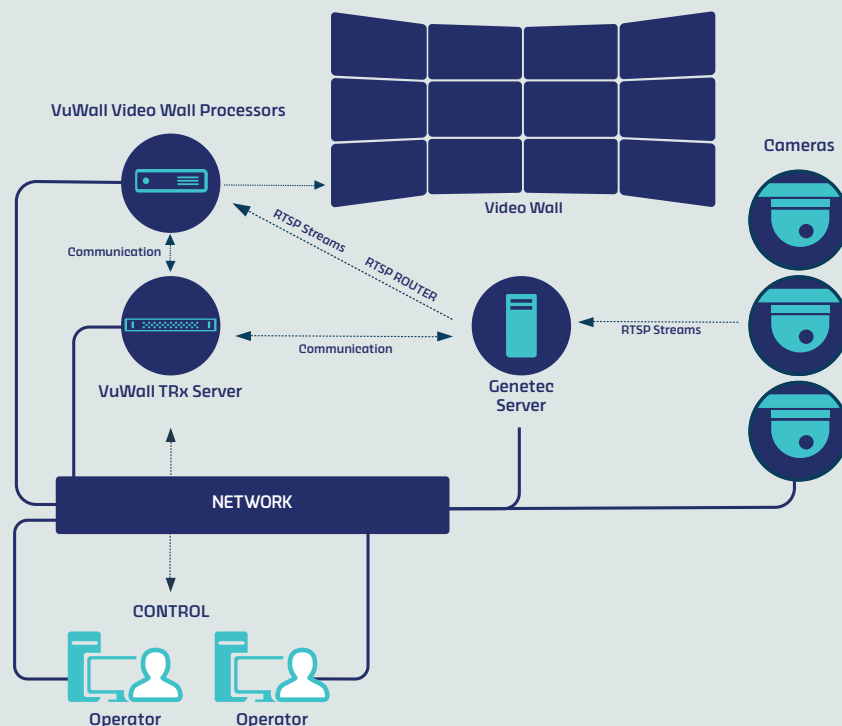 VuWall Video Wall Processors
Cameras
Video Wall
RTSP Streams
RTSP ROUTER
Communication
RTSP Streams
Communication
VuWall TRx Server
Genetec
Server
NETWORK
CONTROL
Operator
Operator